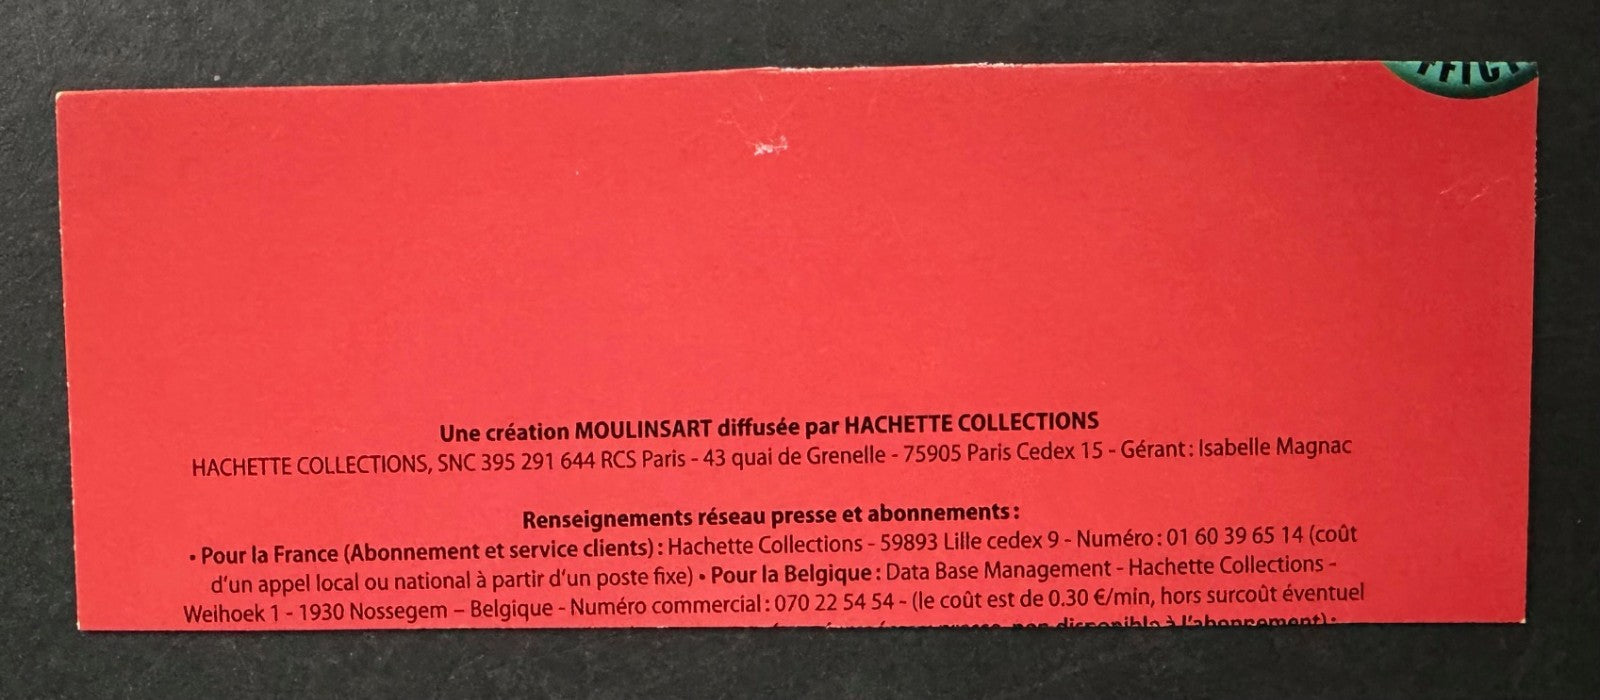 Une création MOULINSART diffusée par HACHETTE COLLECTIONS
HACHETTE COLLECTIONS, SNC 395 291 644 RCS Paris - 43 quai de Grenelle - 75905 Paris Cedex 15 - Gérant : Isabelle Magnac
Renseignements réseau presse et abonnements :
• Pour la France (Abonnement et service clients) : Hachette Collections - 59893 Lille cedex 9 - Numéro : 01 60 39 65 14 (coût
d'un appel local ou national à partir d'un poste fixe) • Pour la Belgique : Data Base Management - Hachette Collections -
Weihoek 1 - 1930 Nossegem – Belgique - Numéro commercial : 070 22 54 54 - (le coût est de 0.30 €/min, hors surcoût éventuel
non disponible à l'abonnement) •